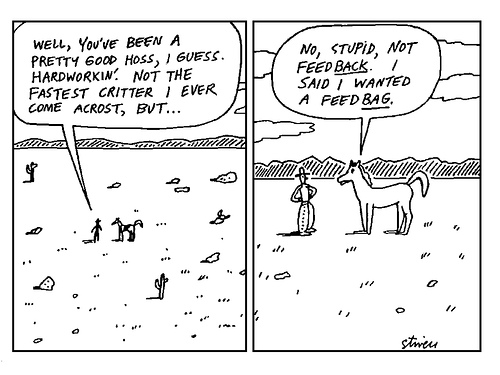 WELL, YOU'VE BEEN A
PRETTY GOOD HOSS, I GUESS.
HARDWORKIN'. NOT THE
FASTEST CRITTER I EVER
COME ACROST, BUT...
NO, STUPID, NOT
FEEDBACK. I
SAID I WANTED
A FEEDBAG.